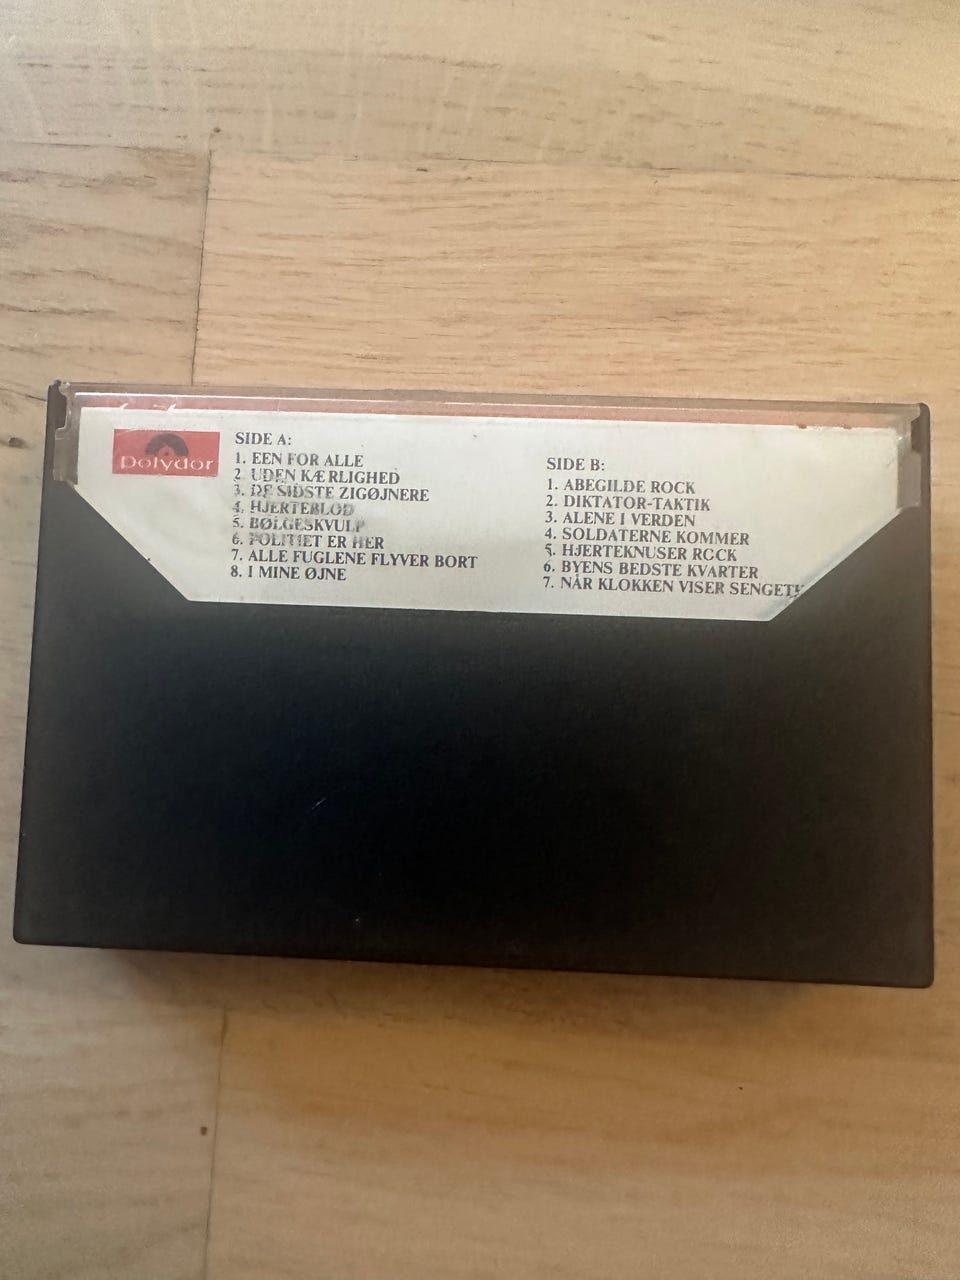 polydor
SIDE A:
1. EEN FOR ALLE
2 UDEN KÆRLIGHED
3. DE SIDSTE ZIGØJNERE
4. HJERTEBLOD
5. BØLGESKVULP
6. POLITIET ER HER
7. ALLE FUGLENE FLYVER BORT
8. I MINE ØJNE
SIDE B:
1. ABEGILDE ROCK
2. DIKTATOR-TAKTIK
3. ALENE I VERDEN
4. SOLDATERNE KOMMER
5. HJERTEKNUSER ROCK
6. BYENS BEDSTE KVARTER
7. NÅR KLOKKEN VISER